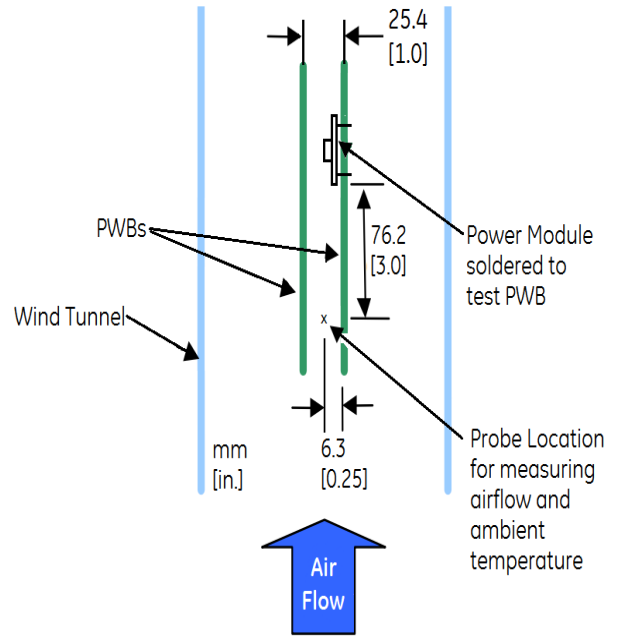 25.4
[1.0]
PWBs
76.2
[3.0]
Power Module
soldered to
test PWB
Wind Tunnel
x
mm
[in.]
6.3
[0.25]
Probe Location
for measuring
airflow and
ambient
temperature
Air
Flow